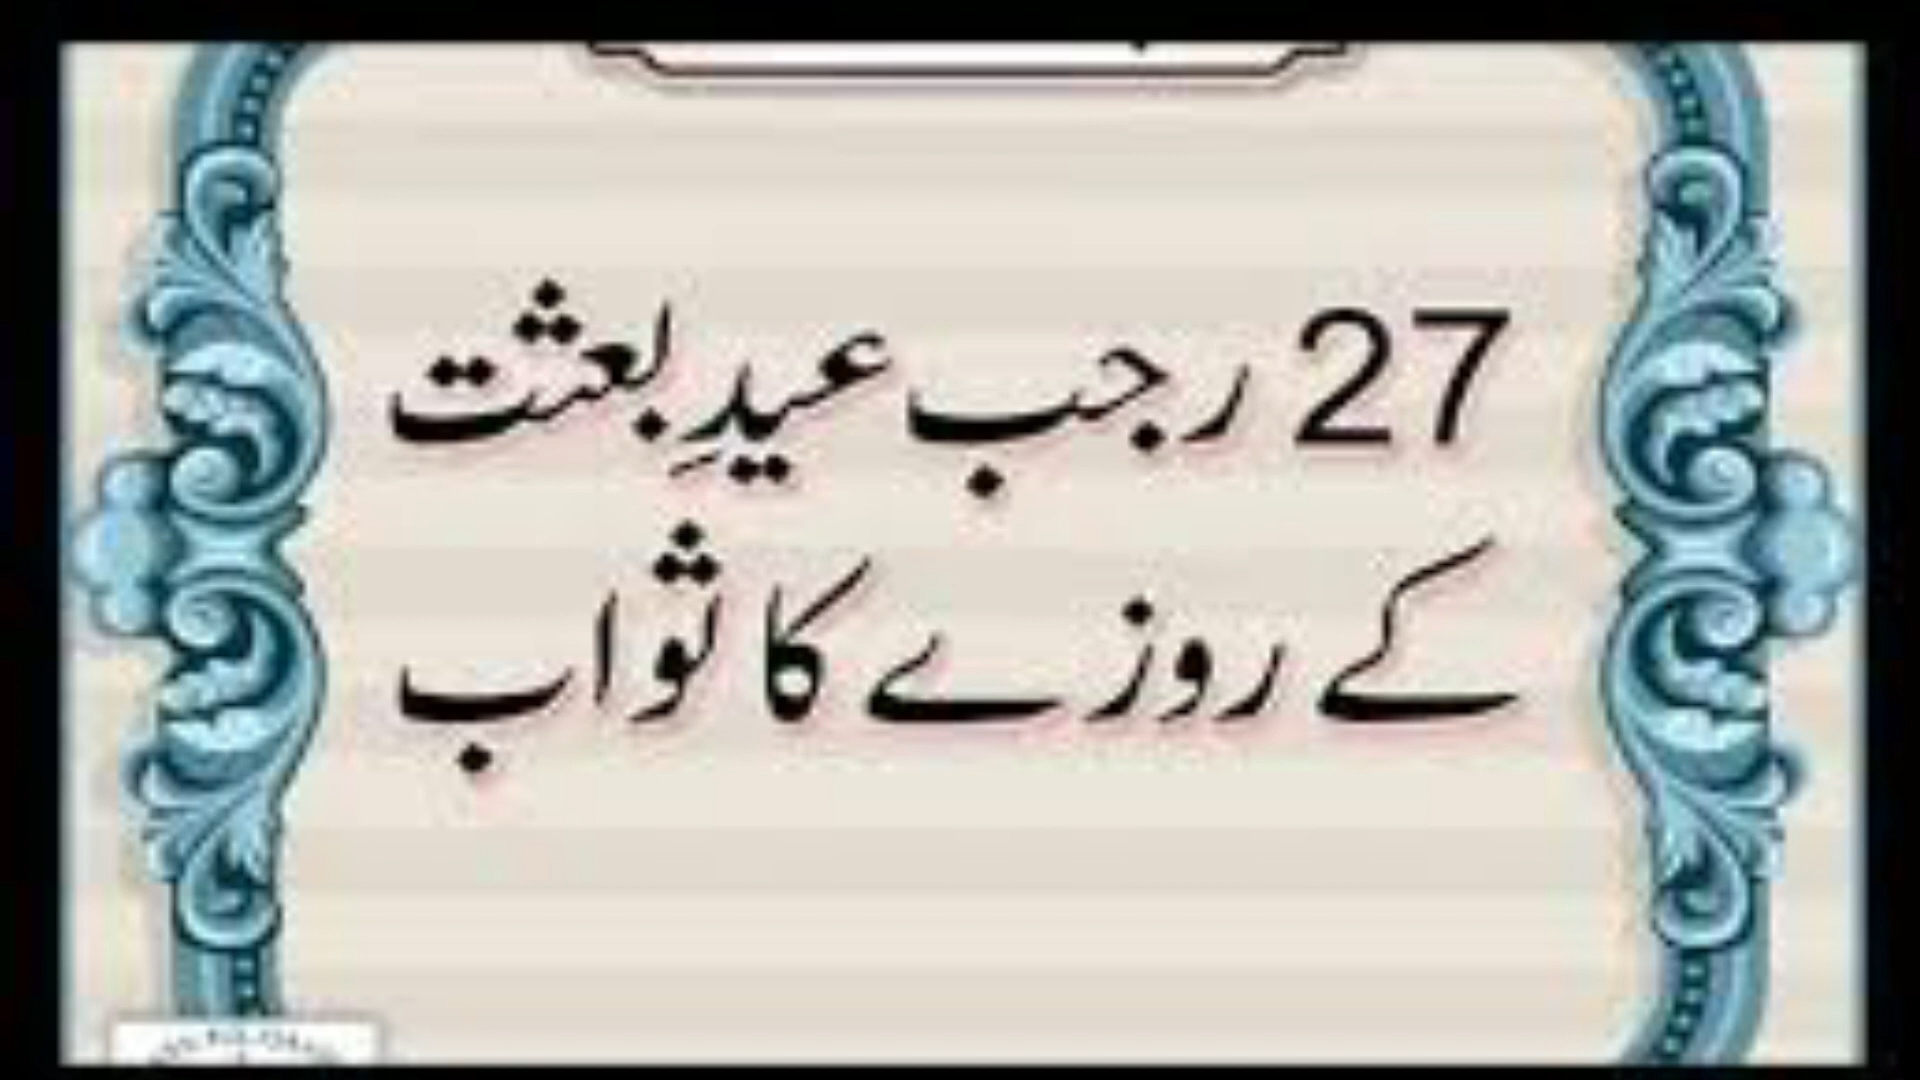 27 رجب عیدِ بعثت
کے روزے کا ثواب